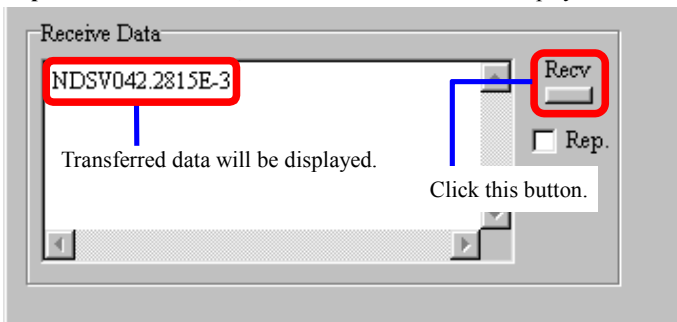 Receive Data
NDSV042.2815E-3
Recv
Rep.
Transferred data will be displayed.
Click this button.